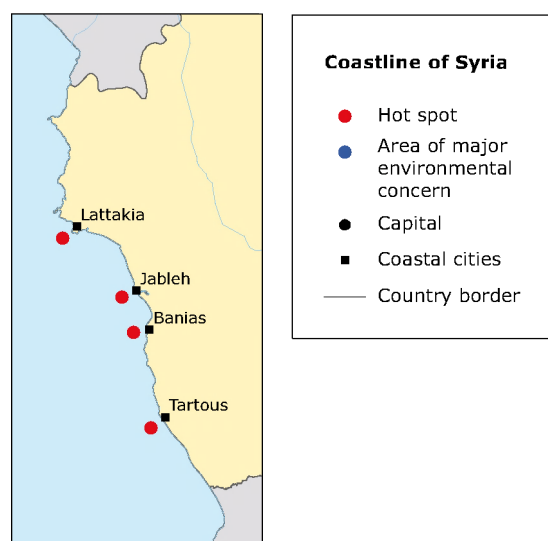 Lattakia
Jableh
Banias
Tartous
Coastline of Syria
Hot spot
Area of major
environmental
concern
Capital
Coastal cities
Country border